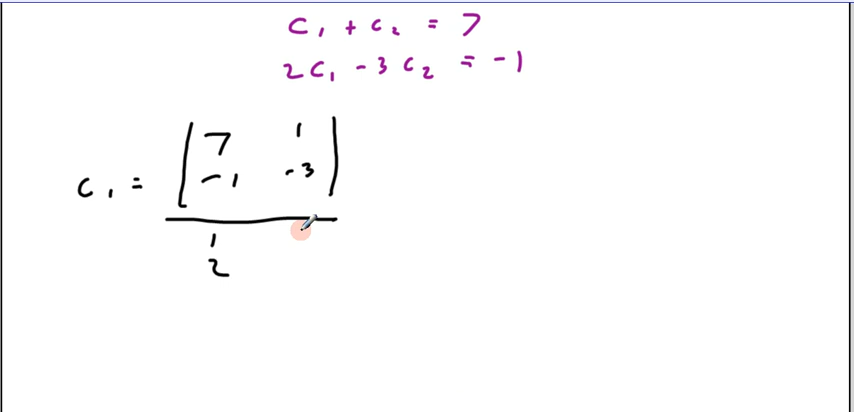 c₁ + c₂ = 7
2c₁ - 3c₂ = -1
7 1
c₁ =
-1 -3
1
2